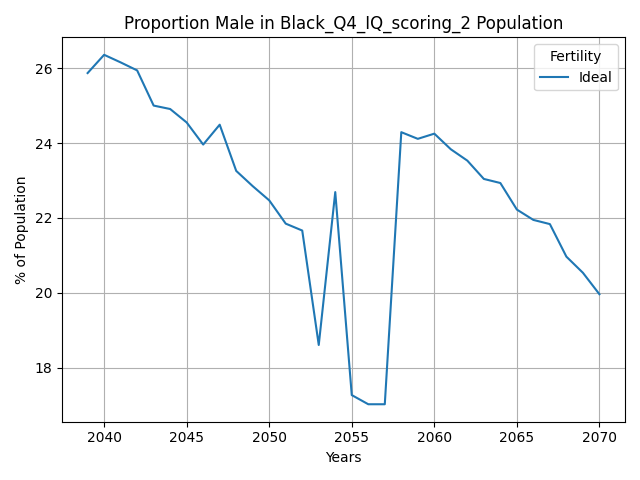 Proportion Male in Black_Q4_IQ_scoring_2 Population
Fertility
Ideal
% of Population
26
24
22
20
18
2040 2045 2050 2055 2060 2065 2070
Years